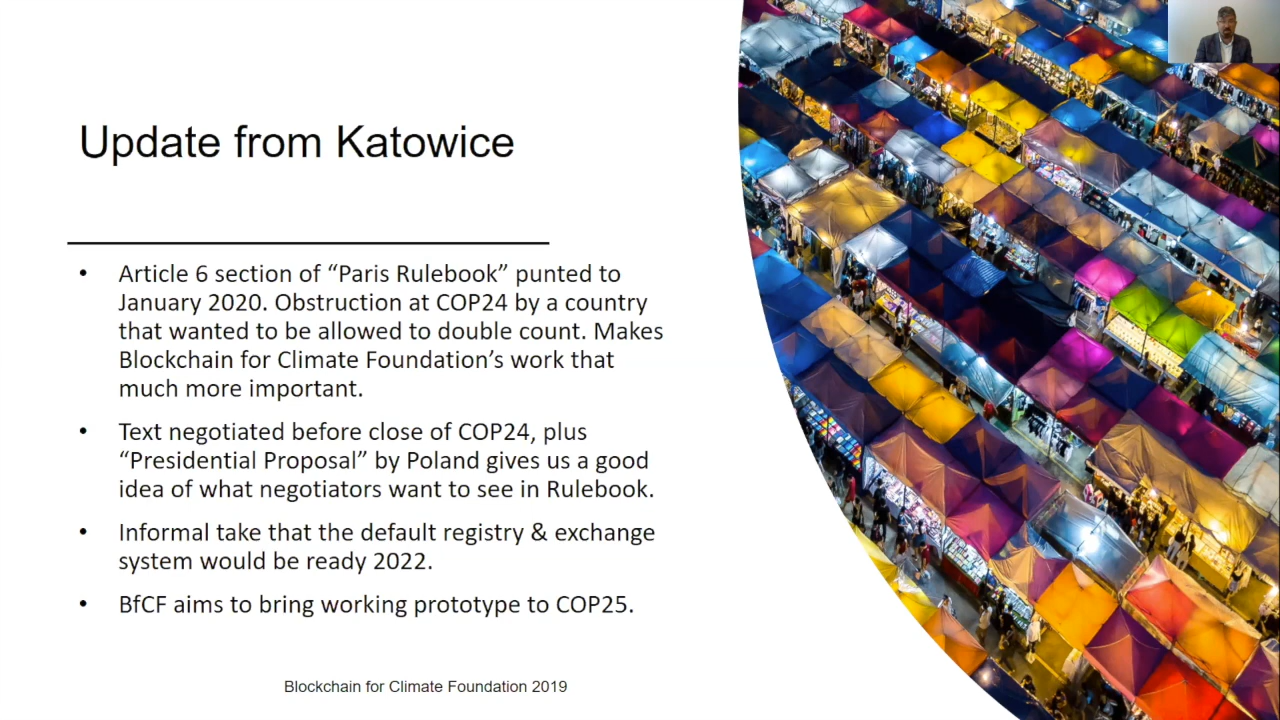 Update from Katowice
• Article 6 section of “Paris Rulebook” punted to
January 2020. Obstruction at COP24 by a country
that wanted to be allowed to double count. Makes
Blockchain for Climate Foundation’s work that
much more important.
• Text negotiated before close of COP24, plus
“Presidential Proposal” by Poland gives us a good
idea of what negotiators want to see in Rulebook.
• Informal take that the default registry & exchange
system would be ready 2022.
• BfCF aims to bring working prototype to COP25.
Blockchain for Climate Foundation 2019